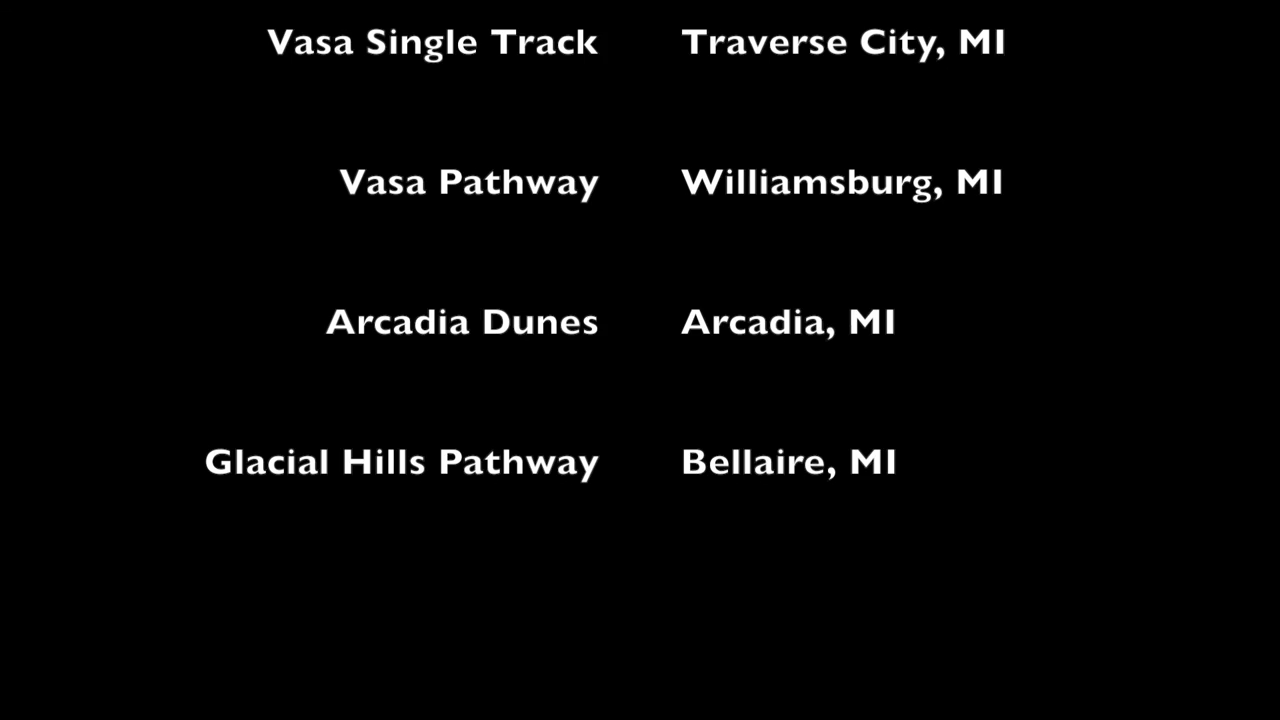 Vasa Single Track Traverse City, MI
Vasa Pathway Williamsburg, MI
Arcadia Dunes Arcadia, MI
Glacial Hills Pathway Bellaire, MI